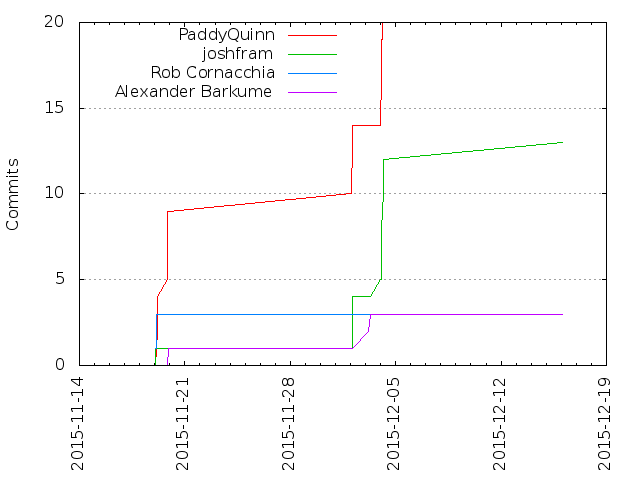 20
15
10
5
0
Commits
PaddyQuinn
joshfram
Rob Cornacchia
Alexander Barkume
2015-11-14
2015-11-21
2015-11-28
2015-12-05
2015-12-12
2015-12-19